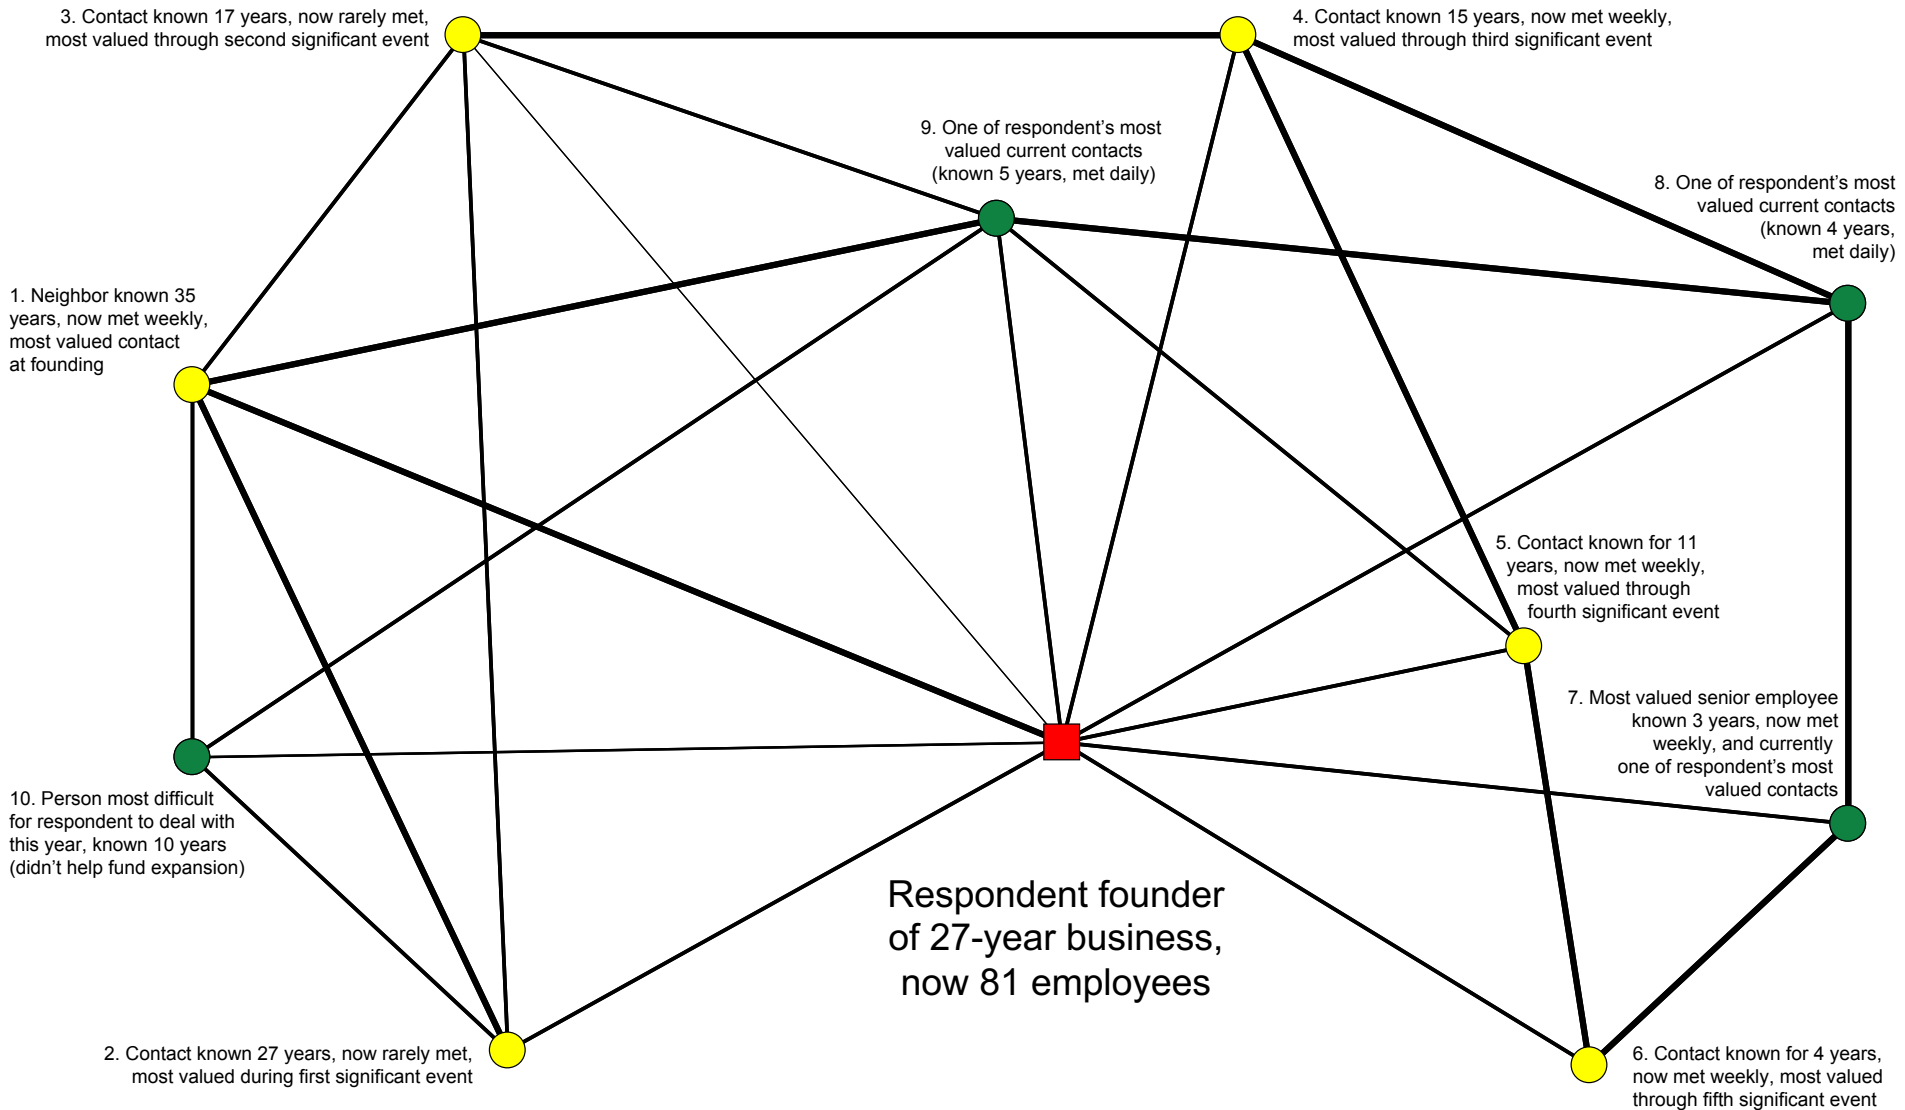 3. Contact known 17 years, now rarely met,
most valued through second significant event
4. Contact known 15 years, now met weekly,
most valued through third significant event
9. One of respondent’s most
valued current contacts
(known 5 years, met daily)
8. One of respondent’s most
valued current contacts
(known 4 years,
met daily)
1. Neighbor known 35
years, now met weekly,
most valued contact
at founding
5. Contact known for 11
years, now met weekly,
most valued through
fourth significant event
7. Most valued senior employee
known 3 years, now met
weekly, and currently
one of respondent’s most
valued contacts
10. Person most difficult
for respondent to deal with
this year, known 10 years
(didn’t help fund expansion)
Respondent founder
of 27-year business,
now 81 employees
2. Contact known 27 years, now rarely met,
most valued during first significant event
6. Contact known for 4 years,
now met weekly, most valued
through fifth significant event